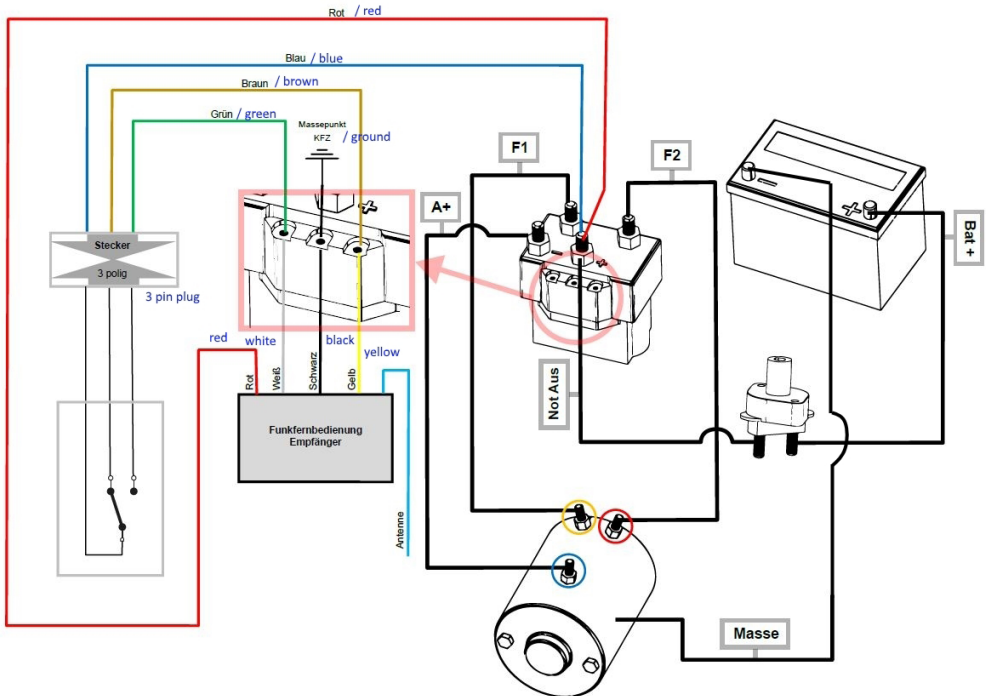 Rot / red
Blau / blue
Braun / brown
Grün / green
Massepunkt
KFZ / ground
F1
F2
A+
Bat +
Stecker
3 polig
3 pin plug
red
white
black
yellow
Rot
Weiß
Schwarz
Gelb
Not Aus
Funkfernbedienung
Empfänger
Antenne
Masse